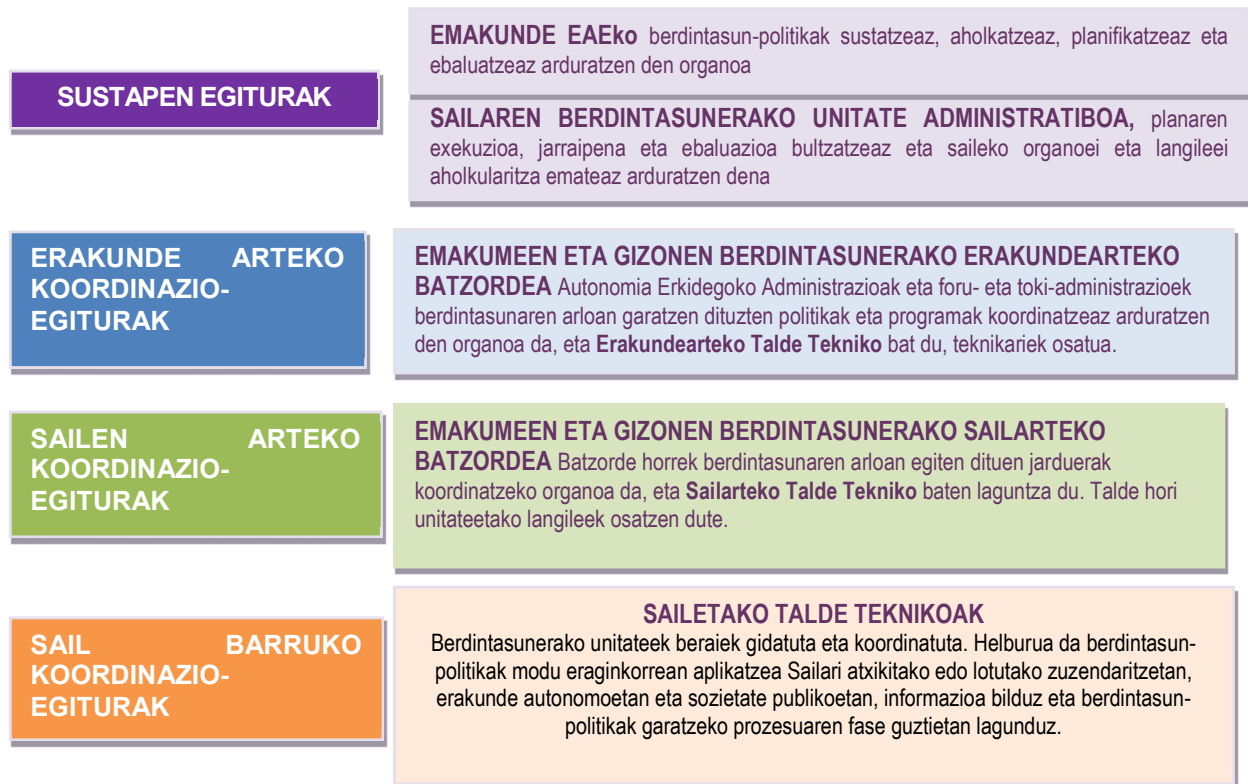 SUSTAPEN EGITURAK
EMAKUNDE EAEko berdintasun-politikak sustatzeaz, aholkatzeaz, planifikatzeaz eta
ebaluatzeaz arduratzen den organoa
SAILAREN BERDINTASUNERAKO UNITATE ADMINISTRATIBOA, planaren
exekuzioa, jarraipena eta ebaluazioa bultzatzeaz eta saileko organoei eta langileei
aholkularitza emateaz arduratzen dena
ERAKUNDE ARTEKO
KOORDINAZIO-
EGITURAK
EMAKUMEEN ETA GIZONEN BERDINTASUNERAKO ERAKUNDEARTEKO
BATZORDEA Autonomia Erkidegoko Administrazioak eta foru- eta toki-administrazioek
berdintasunaren arloan garatzen dituzten politikak eta programak koordinatzeaz arduratzen
den organoa da, eta Erakundearteko Talde Tekniko bat du, teknikariek osatua.
SAILEN ARTEKO
KOORDINAZIO-
EGITURAK
EMAKUMEEN ETA GIZONEN BERDINTASUNERAKO SAILARTEKO
BATZORDEA Batzorde horrek berdintasunaren arloan egiten dituen jarduerak
koordinatzeko organoa da, eta Sailarteko Talde Tekniko baten laguntza du. Talde hori
unitateetako langileek osatzen dute.
SAIL BARRUKO
KOORDINAZIO-
EGITURAK
SAILETAKO TALDE TEKNIKOAK
Berdintasunerako unitateek beraiek gidatuta eta koordinatuta. Helburua da berdintasun-
politikak modu eraginkorrean aplikatzea Sailari atxikitako edo lotutako zuzendaritzetan,
erakunde autonomoetan eta sozietate publikoetan, informazioa bilduz eta berdintasun-
politikak garatzeko prozesuaren fase guztietan lagunduz.